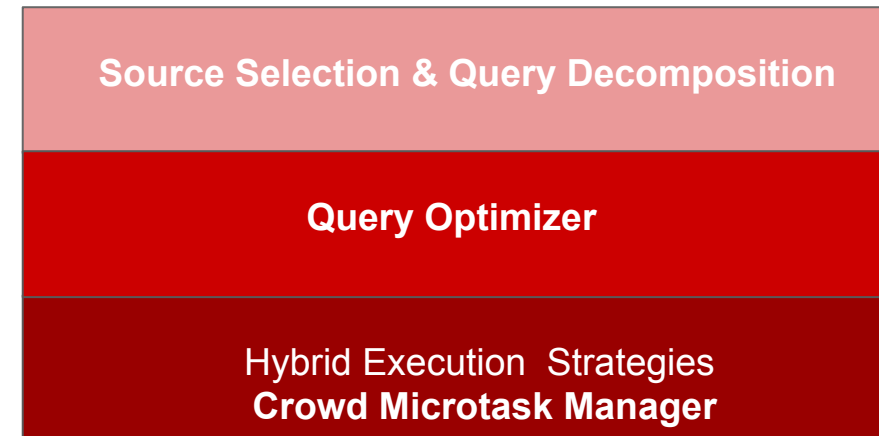 Source Selection & Query Decomposition
Query Optimizer
Hybrid Execution  Strategies
Crowd Microtask Manager